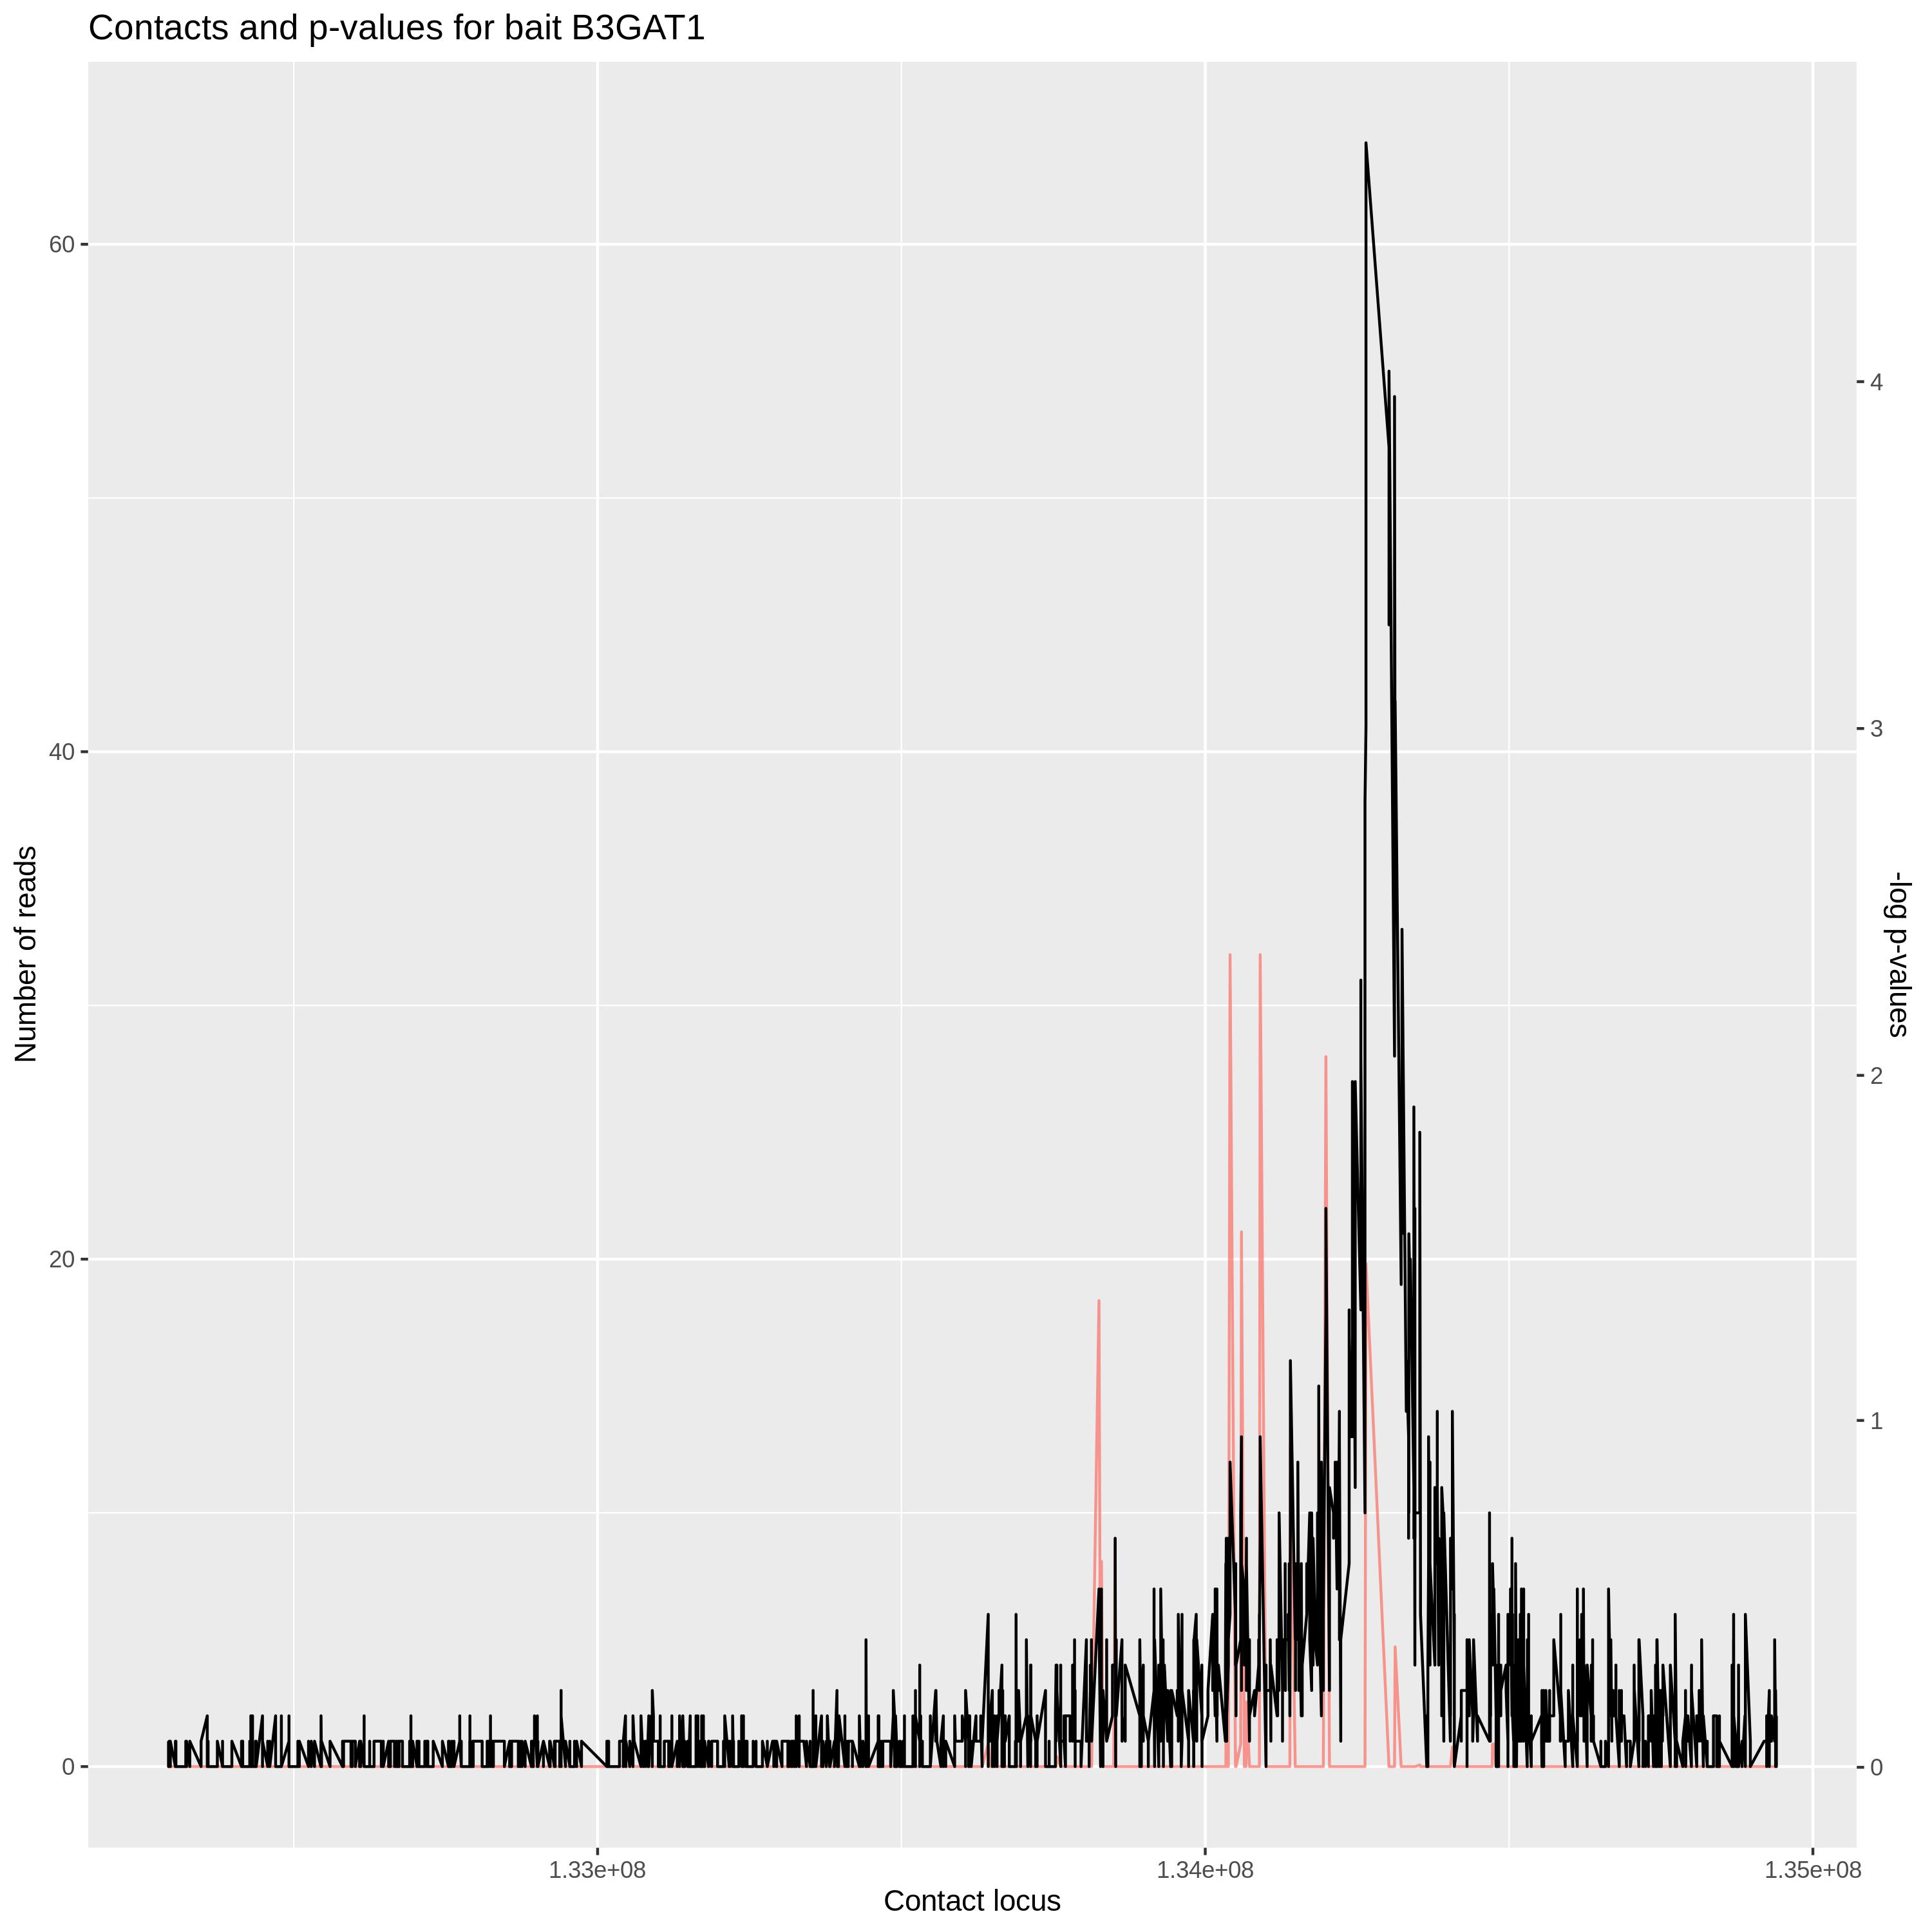 Contacts and p-values for bait B3GAT1
60
40
20
0
Number of reads
4
3
2
1
0
-log p-values
1.33e+08
1.34e+08
1.35e+08
Contact locus